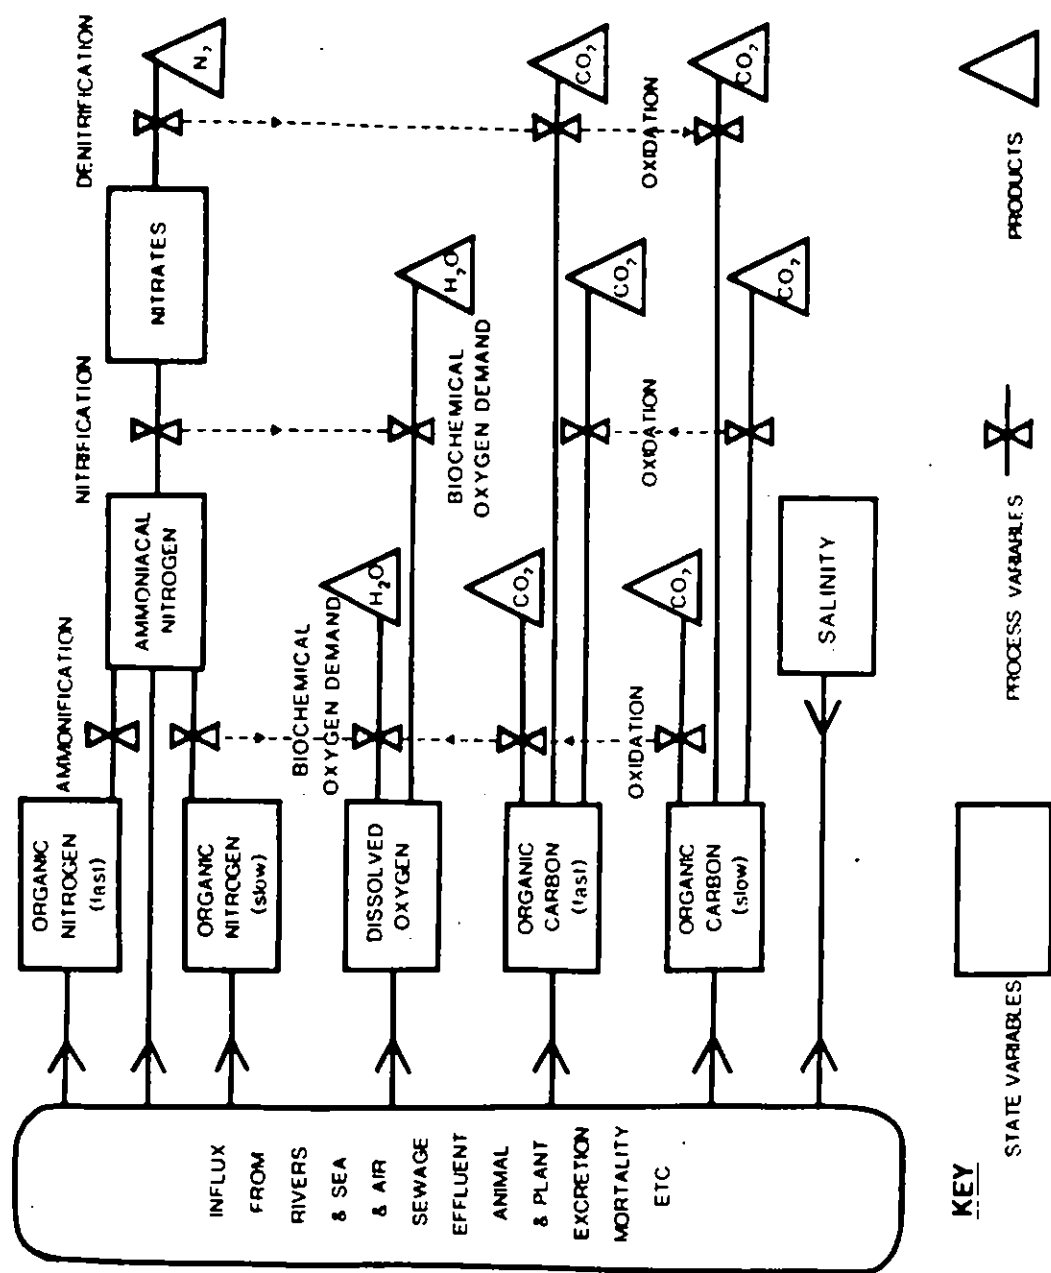 INFLUX
FROM
RIVERS
& SEA
& AIR
SEWAGE
EFFLUENT
ANIMAL
& PLANT
EXCRETION
MORTALITY
ETC
ORGANIC
NITROGEN
(fast)
AMMONIFICATION
AMMONIACAL
NITROGEN
NITRIFICATION
NITRATES
DENITRIFICATION
N2
ORGANIC
NITROGEN
(slow)
DISSOLVED
OXYGEN
BIOCHEMICAL
OXYGEN DEMAND
H2O
BIOCHEMICAL
OXYGEN DEMAND
H2O
ORGANIC
CARBON
(fast)
CO2
CO2
CO2
ORGANIC
CARBON
(slow)
OXIDATION
CO2
OXIDATION
CO2
OXIDATION
CO2
SALINITY
KEY
STATE VARIABLES
PROCESS VARIABLES
PRODUCTS